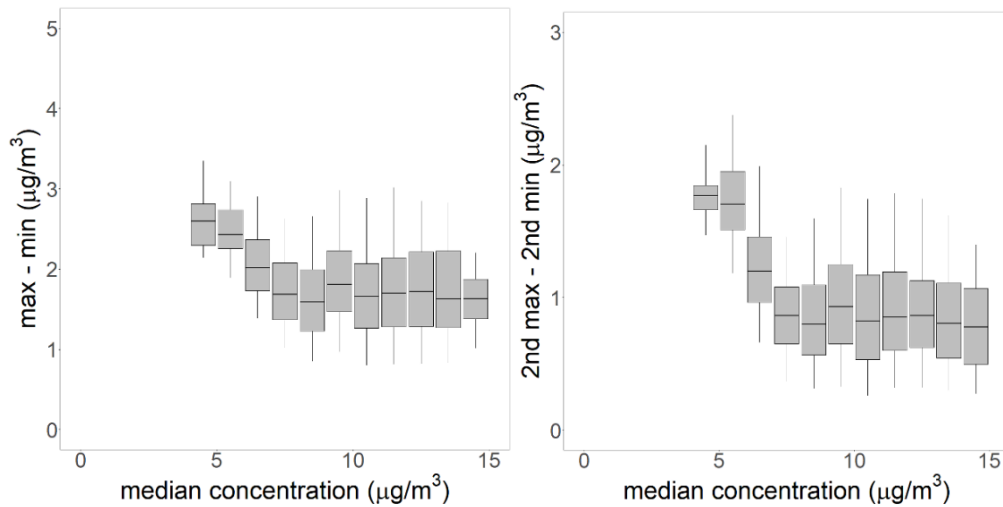 max - min (μg/m³)
5
4
3
2
1
0
0 5 10 15
median concentration (μg/m³)
2nd max - 2nd min (μg/m³)
3
2
1
0
0 5 10 15
median concentration (μg/m³)